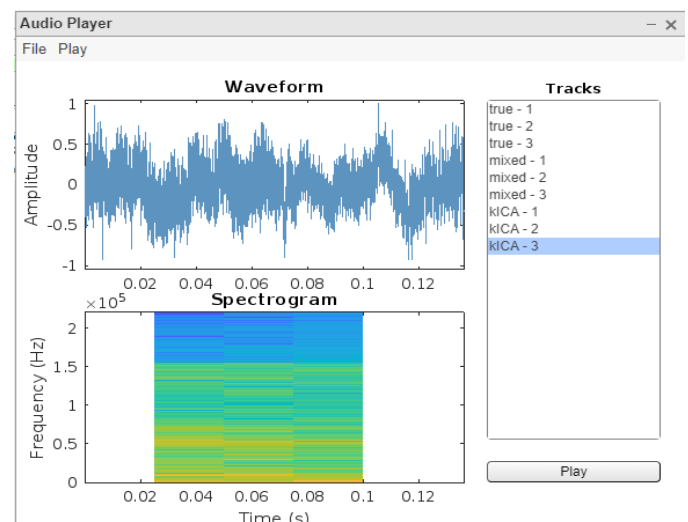 Audio Player
File Play
Waveform
Amplitude
1
0.5
0
-0.5
-1
0.02 0.04 0.06 0.08 0.1 0.12
Spectrogram
×10⁵
Frequency (Hz)
2
1.5
1
0.5
0
0.02 0.04 0.06 0.08 0.1 0.12
Time (s)
Tracks
true - 1
true - 2
true - 3
mixed - 1
mixed - 2
mixed - 3
kICA - 1
kICA - 2
kICA - 3
Play